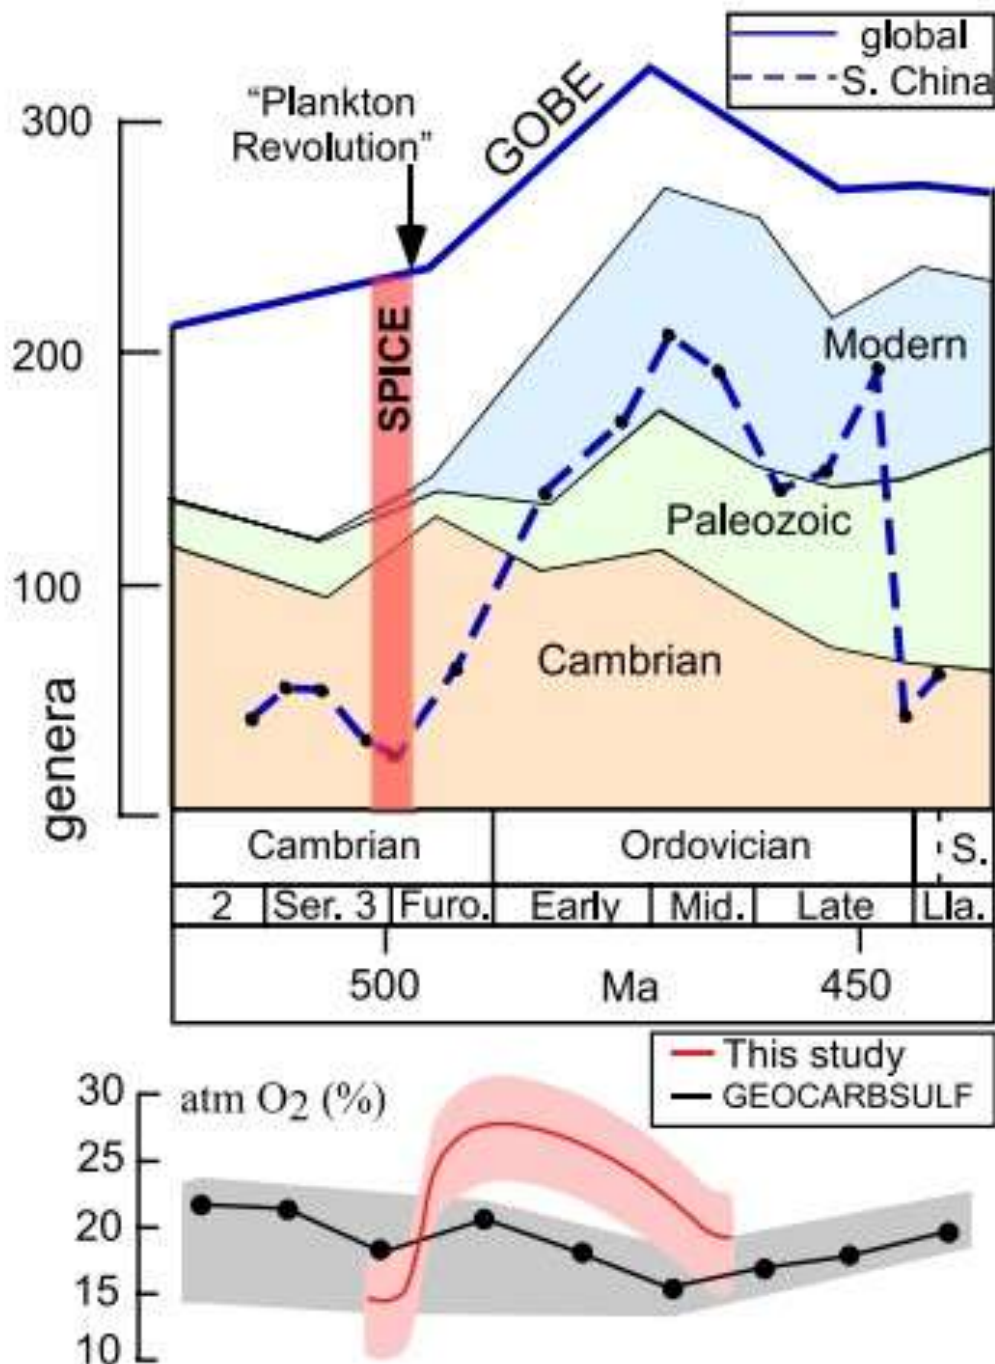 global
S. China
"Plankton
Revolution"
GOBE
300
200
100
genera
SPICE
Modern
Paleozoic
Cambrian
Cambrian Ordovician S.
2 Ser. 3 Furo. Early Mid. Late Lla.
500 Ma 450
This study
GEOCARBSULF
atm O2 (%)
30
25
20
15
10